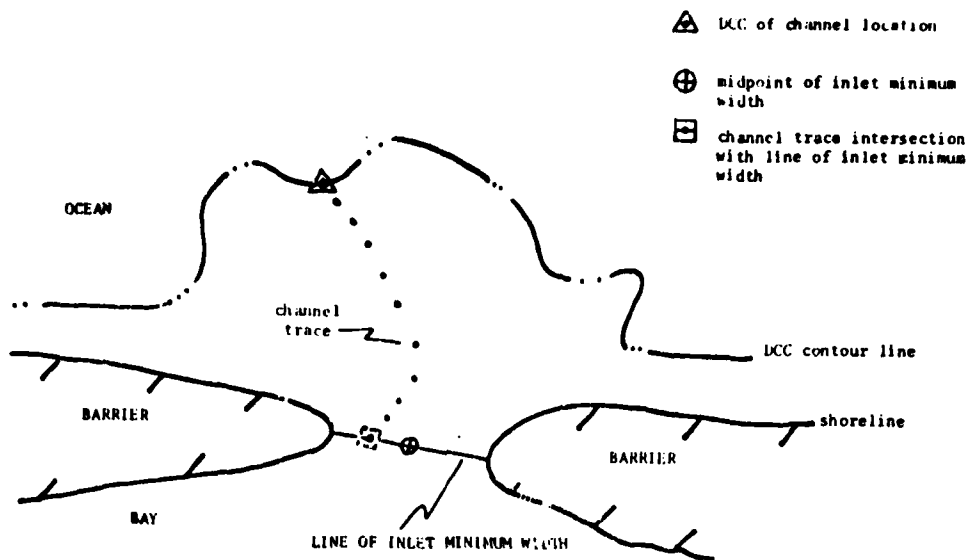 DCC of channel location
midpoint of inlet minimum
width
channel trace intersection
with line of inlet minimum
width
OCEAN
channel
trace
DCC contour line
BARRIER
shoreline
BARRIER
BAY
LINE OF INLET MINIMUM WIDTH